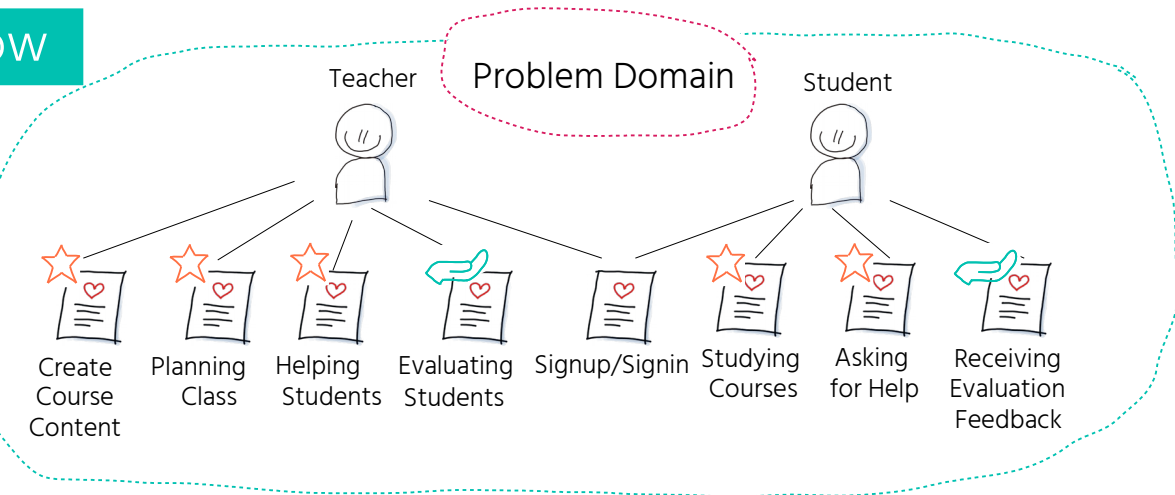 ow
Teacher
Problem Domain
Student
Create
Course
Content
Planning
Class
Helping
Students
Evaluating
Students
Signup/Signin
Studying
Courses
Asking
for Help
Receiving
Evaluation
Feedback